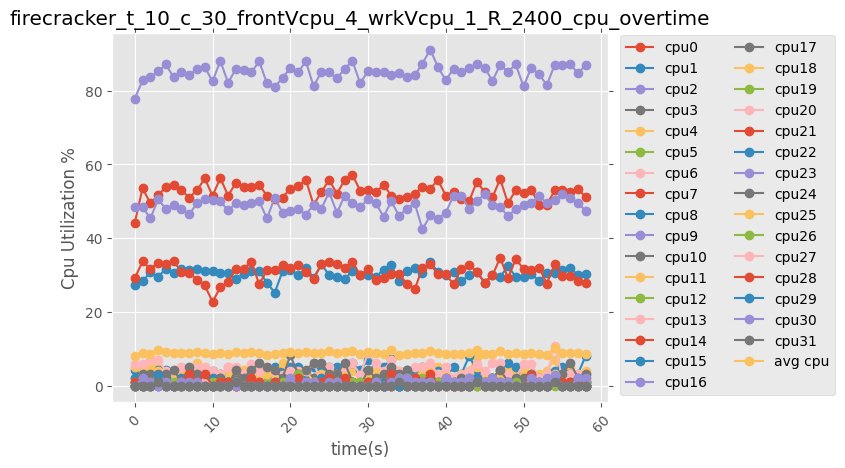 firecracker_t_10_c_30_frontVcpu_4_wrkVcpu_1_R_2400_cpu_overtime
Cpu Utilization %
80
60
40
20
0
0
10
20
30
40
50
60
time(s)
cpu0
cpu1
cpu2
cpu3
cpu4
cpu5
cpu6
cpu7
cpu8
cpu9
cpu10
cpu11
cpu12
cpu13
cpu14
cpu15
cpu16
cpu17
cpu18
cpu19
cpu20
cpu21
cpu22
cpu23
cpu24
cpu25
cpu26
cpu27
cpu28
cpu29
cpu30
cpu31
avg cpu